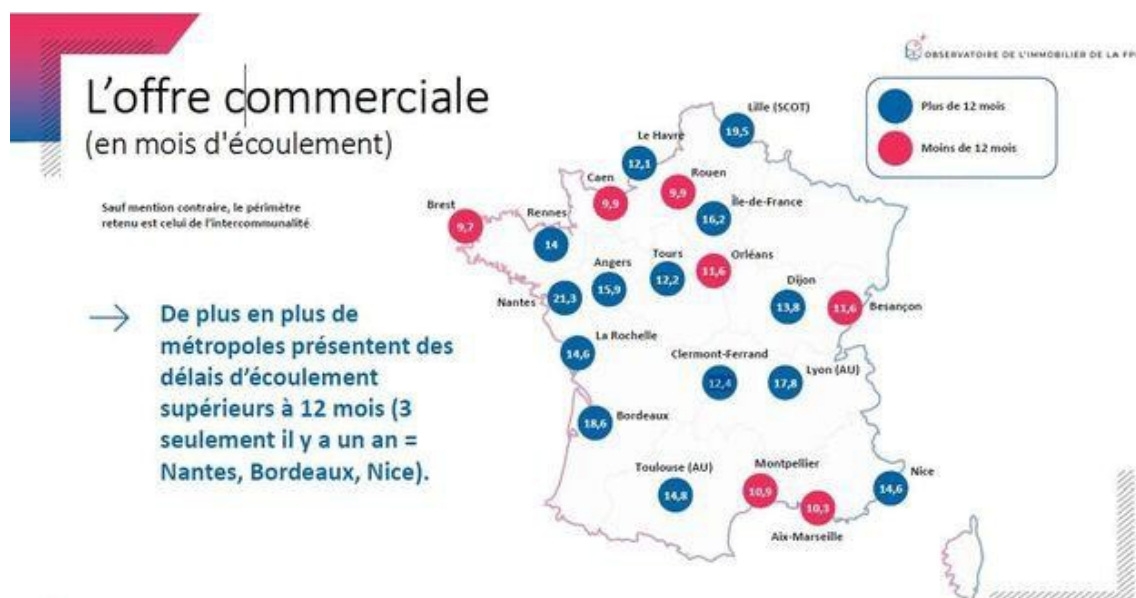 OBSERVATOIRE DE L'IMMOBILIER DE LA FP
L'offre commerciale
(en mois d'écoulement)
Plus de 12 mois
Moins de 12 mois
Sauf mention contraire, le périmètre
retenu est celui de l'intercommunalité
De plus en plus de
métropoles présentent des
délais d'écoulement
supérieurs à 12 mois (3
seulement il y a un an =
Nantes, Bordeaux, Nice).
Lille (SCOT)
19,5
Le Havre
12,1
Caen
9,9
Rouen
9,9
Île-de-France
16,2
Brest
9,7
Rennes
14
Angers
15,9
Tours
12,2
Orléans
11,6
Nantes
21,3
Dijon
13,8
Besançon
11,6
La Rochelle
14,6
Clermont-Ferrand
12,4
Lyon (AU)
17,8
Bordeaux
18,6
Toulouse (AU)
14,8
Montpellier
10,9
Aix-Marseille
10,3
Nice
14,6